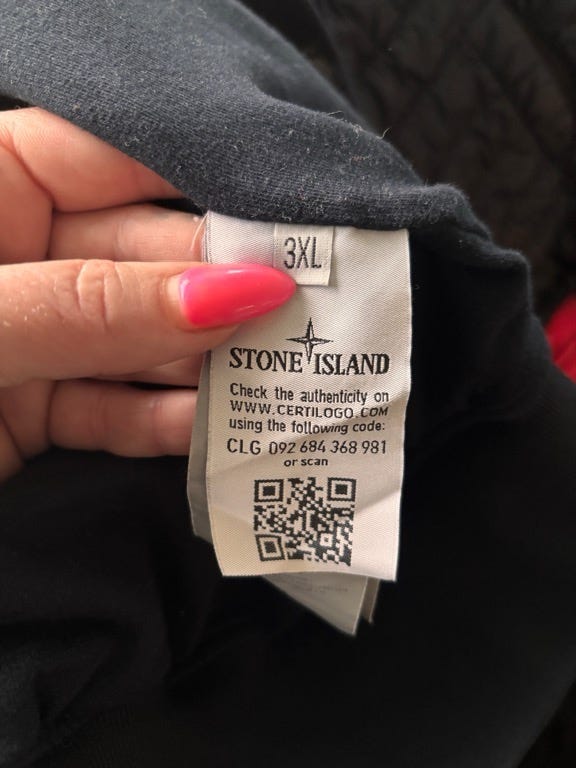 3XL
STONE ISLAND
Check the authenticity on
WWW.CERTILOGO.COM
using the following code:
CLG 092 684 368 981
or scan